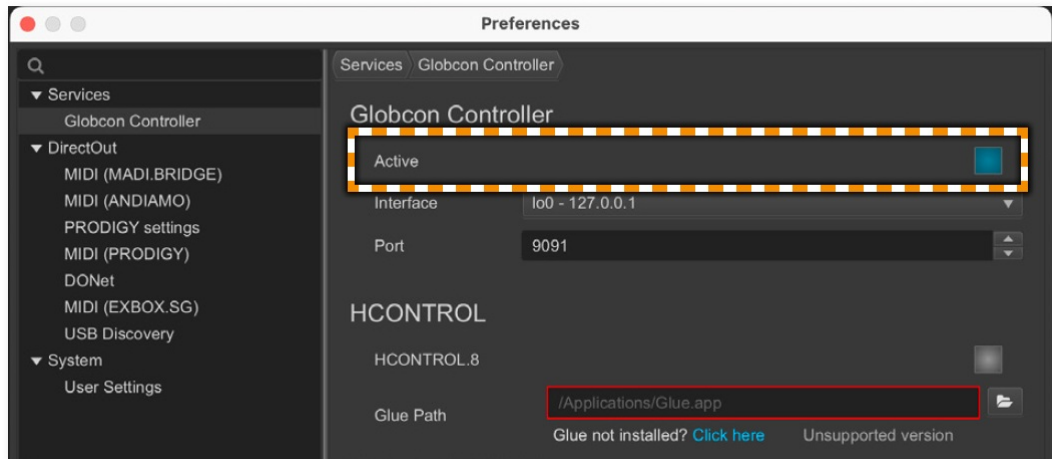 Preferences
▼ Services
Globcon Controller
▼ DirectOut
MIDI (MADI.BRIDGE)
MIDI (ANDIAMO)
PRODIGY settings
MIDI (PRODIGY)
DONet
MIDI (EXBOX.SG)
USB Discovery
▼ System
User Settings
Services Globcon Controller
Globcon Controller
Active
Interface lo0 - 127.0.0.1
Port 9091
HCONTROL
HCONTROL.8
Glue Path /Applications/Glue.app
Glue not installed? Click here Unsupported version